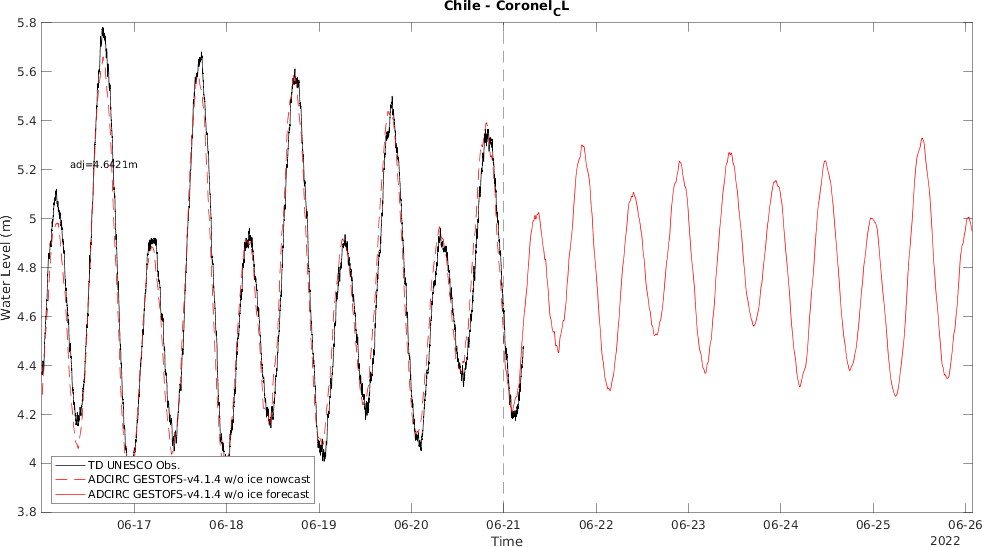 Chile - Coronel_CL
5.8
5.6
5.4
5.2
5
4.8
4.6
4.4
4.2
4
3.8
Water Level (m)
adj=4.6421m
TD UNESCO Obs.
ADCIRC GESTOFS-v4.1.4 w/o ice nowcast
ADCIRC GESTOFS-v4.1.4 w/o ice forecast
06-17 06-18 06-19 06-20 06-21 06-22 06-23 06-24 06-25 06-26
Time
2022